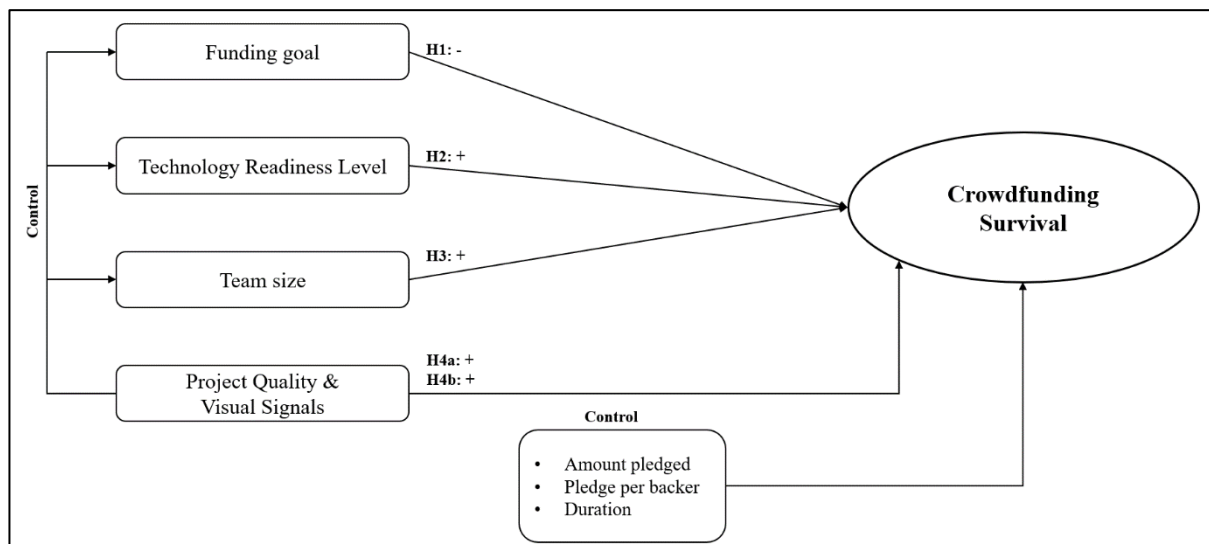 Funding goal
H1: -
Technology Readiness Level
H2: +
Control
Team size
H3: +
Project Quality &
Visual Signals
H4a: +
H4b: +
Crowdfunding
Survival
Control
• Amount pledged
• Pledge per backer
• Duration